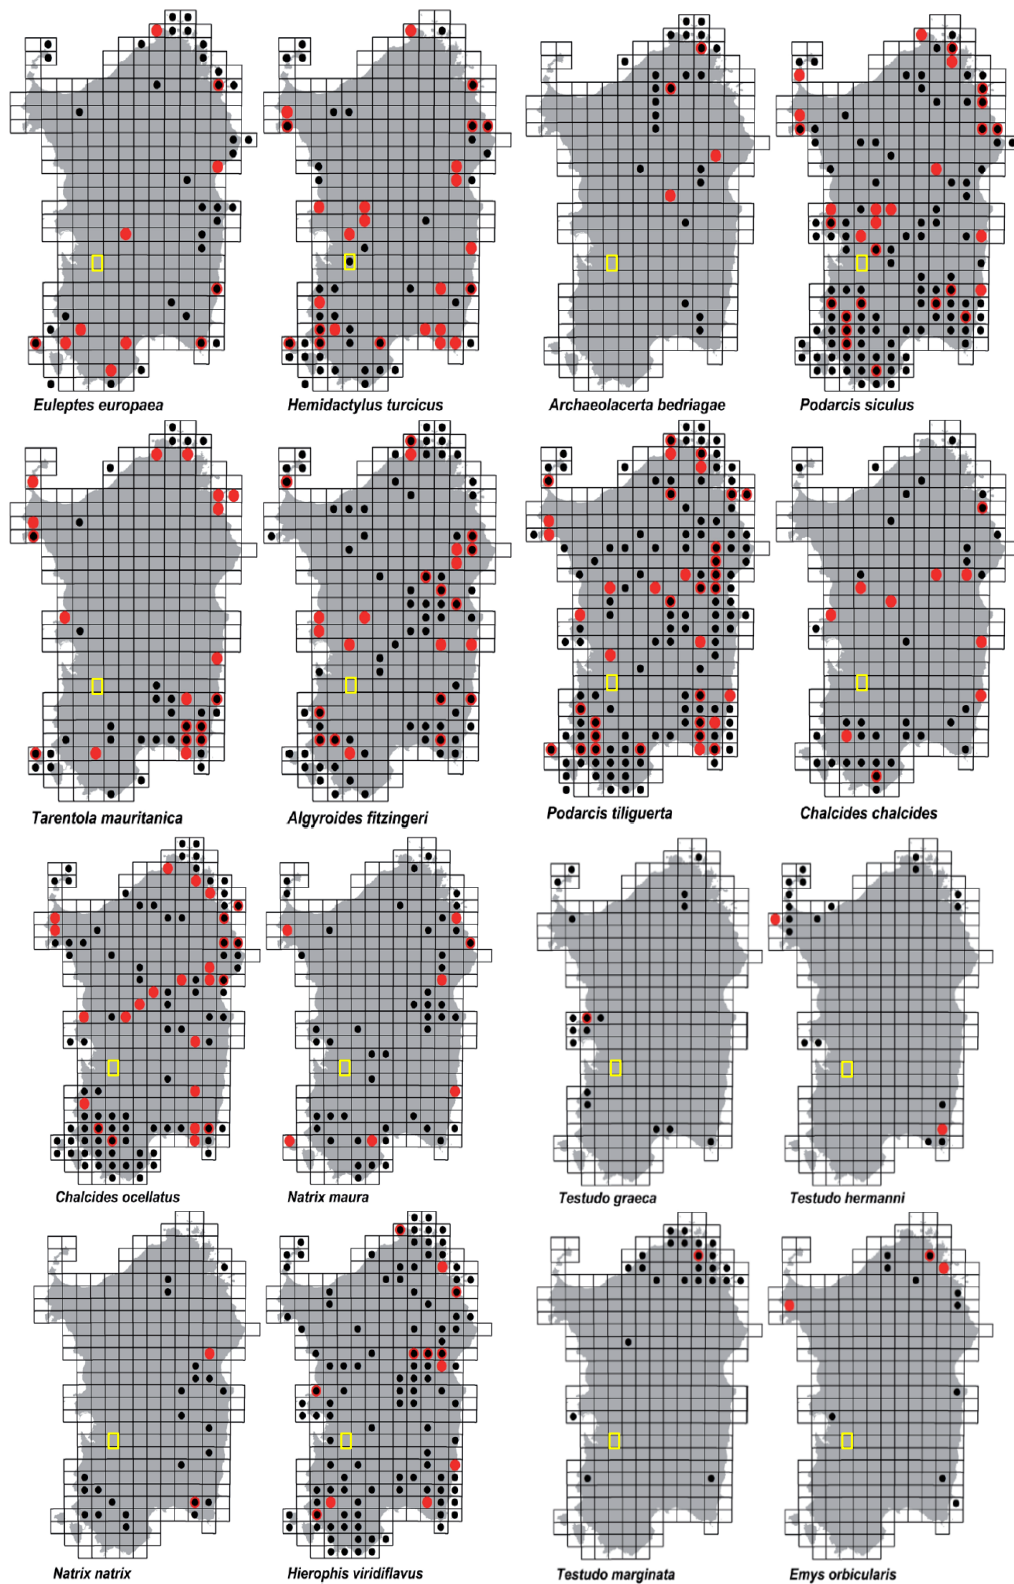 Euleptes europaea
Hemidactylus turcicus
Archaeolacerta bedriagae
Podarcis siculus
Tarentola mauritanica
Algyroides fitzingeri
Podarcis tiliguerta
Chalcides chalcides
Chalcides ocellatus
Natrix maura
Testudo graeca
Testudo hermanni
Natrix natrix
Hierophis viridiflavus
Testudo marginata
Emys orbicularis